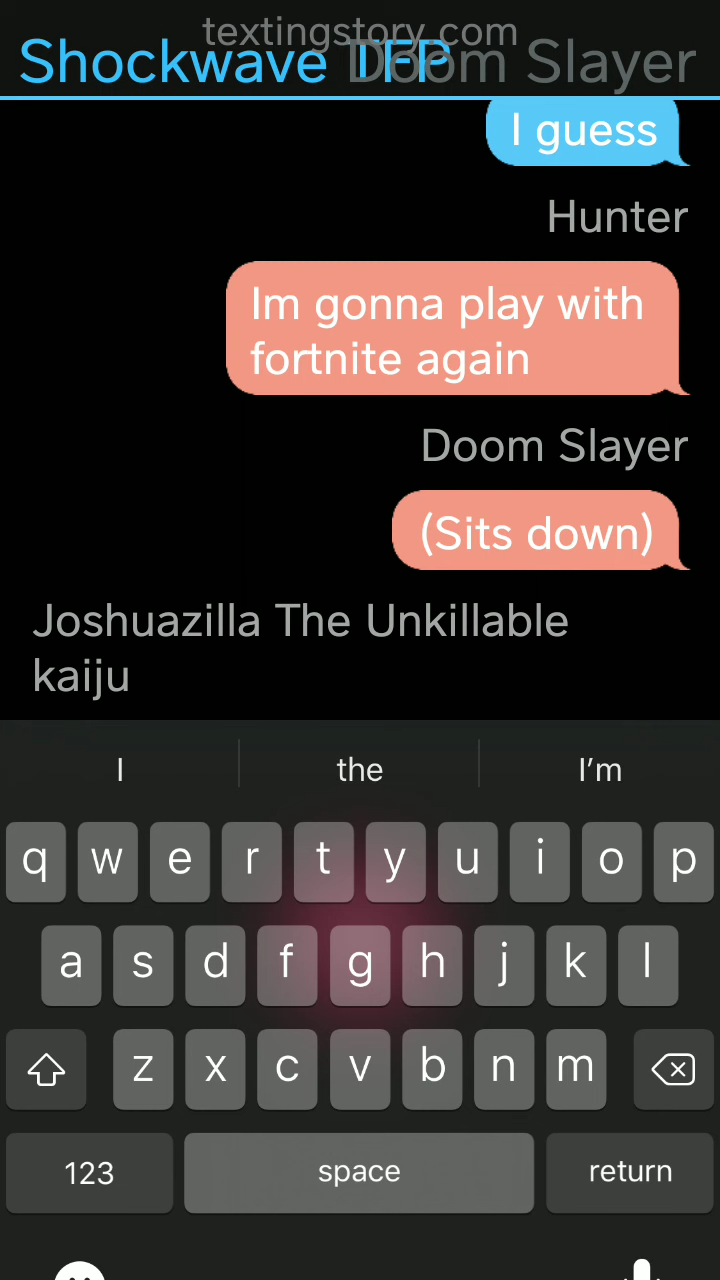 textingstory.com
Shockwave TFP Doom Slayer
I guess
Hunter
Im gonna play with
fortnite again
Doom Slayer
(Sits down)
Joshuazilla The Unkillable
kaiju
I the I'm
q w e r t y u i o p
a s d f g h j k l
z x c v b n m
123 space return